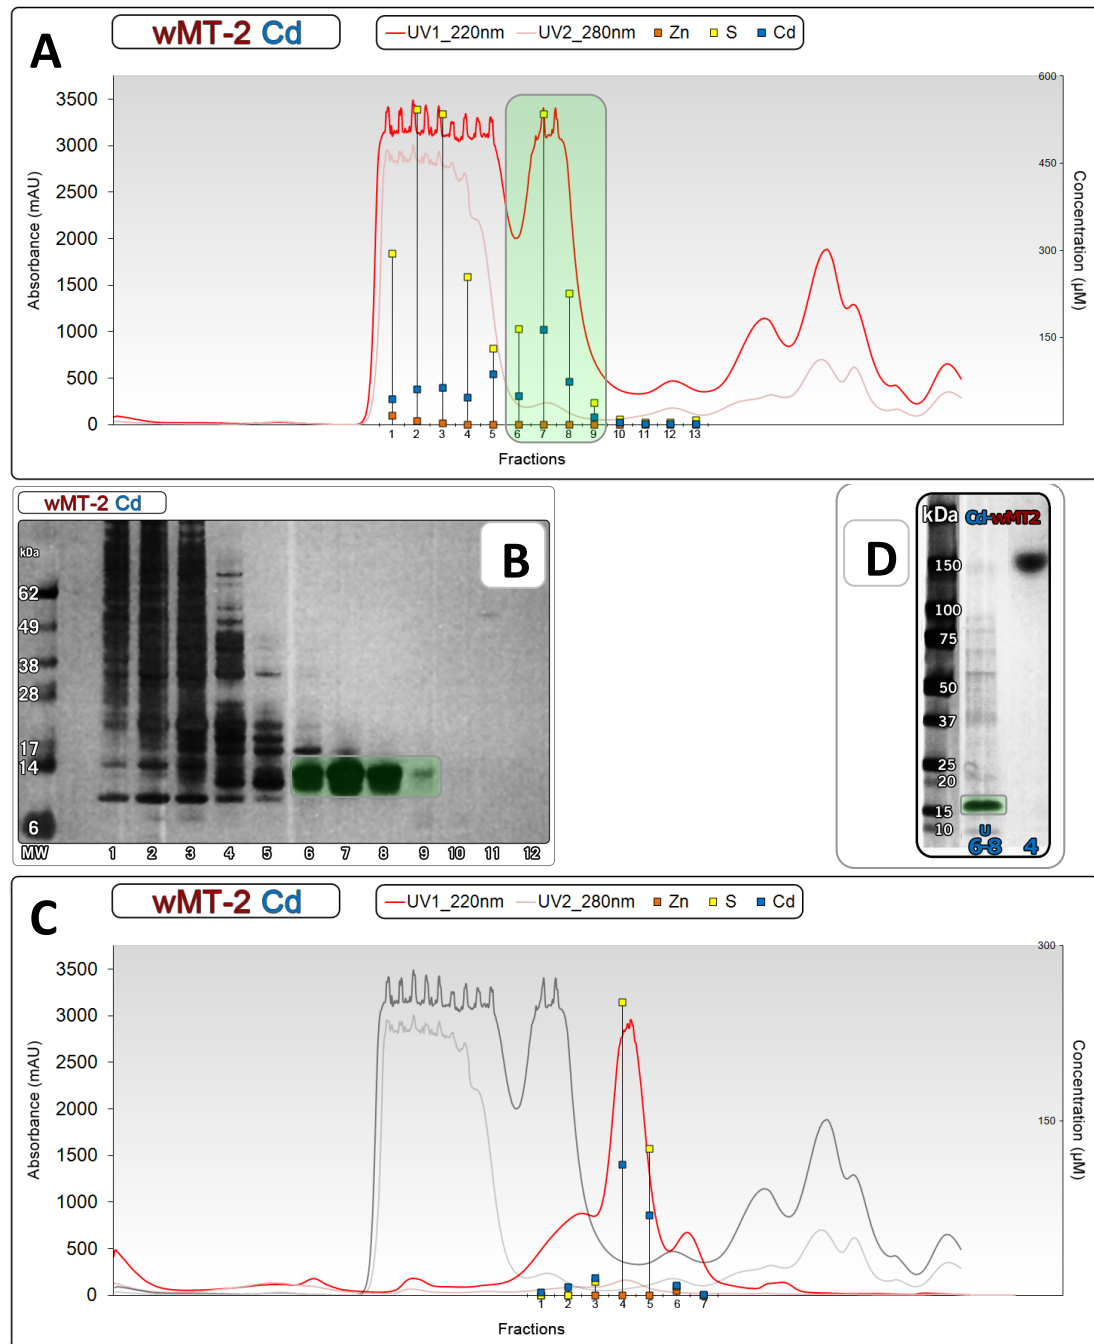 A
wMT-2 Cd
UV1_220nm UV2_280nm Zn S Cd
Absorbance (mAU)
3500
3000
2500
2000
1500
1000
500
0
600
450
300
150
Concentration (μM)
1 2 3 4 5 6 7 8 9 10 11 12 13
Fractions
wMT-2 Cd
B
kDa
62
49
38
28
17
14
6
MW 1 2 3 4 5 6 7 8 9 10 11 12
D
kDa Cd-wMT2
150
100
75
50
37
25
20
15
10
U
6-8 4
C
wMT-2 Cd
UV1_220nm UV2_280nm Zn S Cd
Absorbance (mAU)
3500
3000
2500
2000
1500
1000
500
0
300
150
Concentration (μM)
1 2 3 4 5 6 7
Fractions